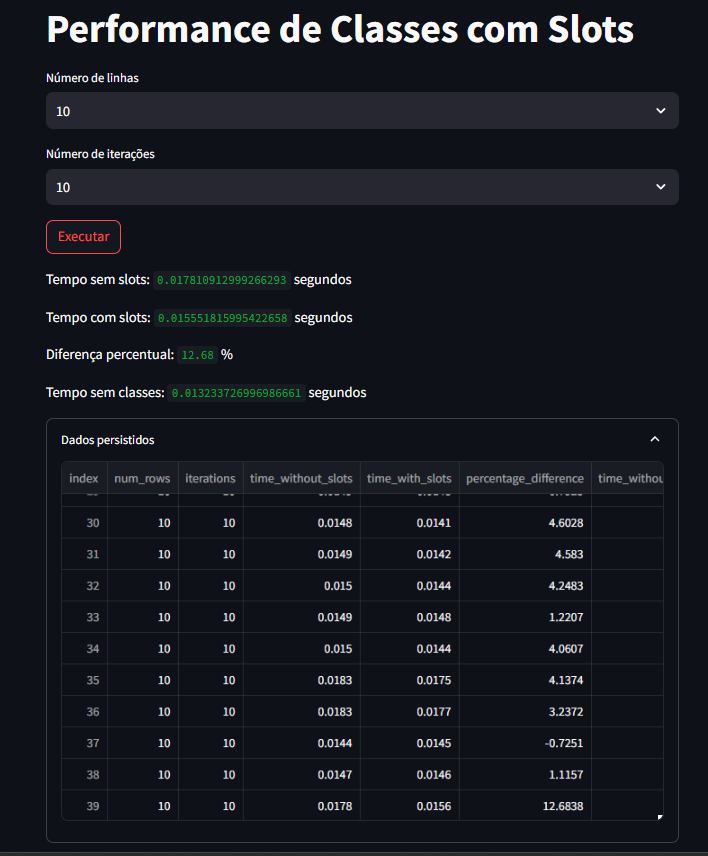 Performance de Classes com Slots
Número de linhas
10
Número de iterações
10
Executar
Tempo sem slots: 0.017810912999266293 segundos
Tempo com slots: 0.015551815995422658 segundos
Diferença percentual: 12.68 %
Tempo sem classes: 0.013233726996986661 segundos
Dados persistidos
index num_rows iterations time_without_slots time_with_slots percentage_difference time_withou
30 10 10 0.0148 0.0141 4.6028
31 10 10 0.0149 0.0142 4.583
32 10 10 0.015 0.0144 4.2483
33 10 10 0.0149 0.0148 1.2207
34 10 10 0.015 0.0144 4.0607
35 10 10 0.0183 0.0175 4.1374
36 10 10 0.0183 0.0177 3.2372
37 10 10 0.0144 0.0145 -0.7251
38 10 10 0.0147 0.0146 1.1157
39 10 10 0.0178 0.0156 12.6838